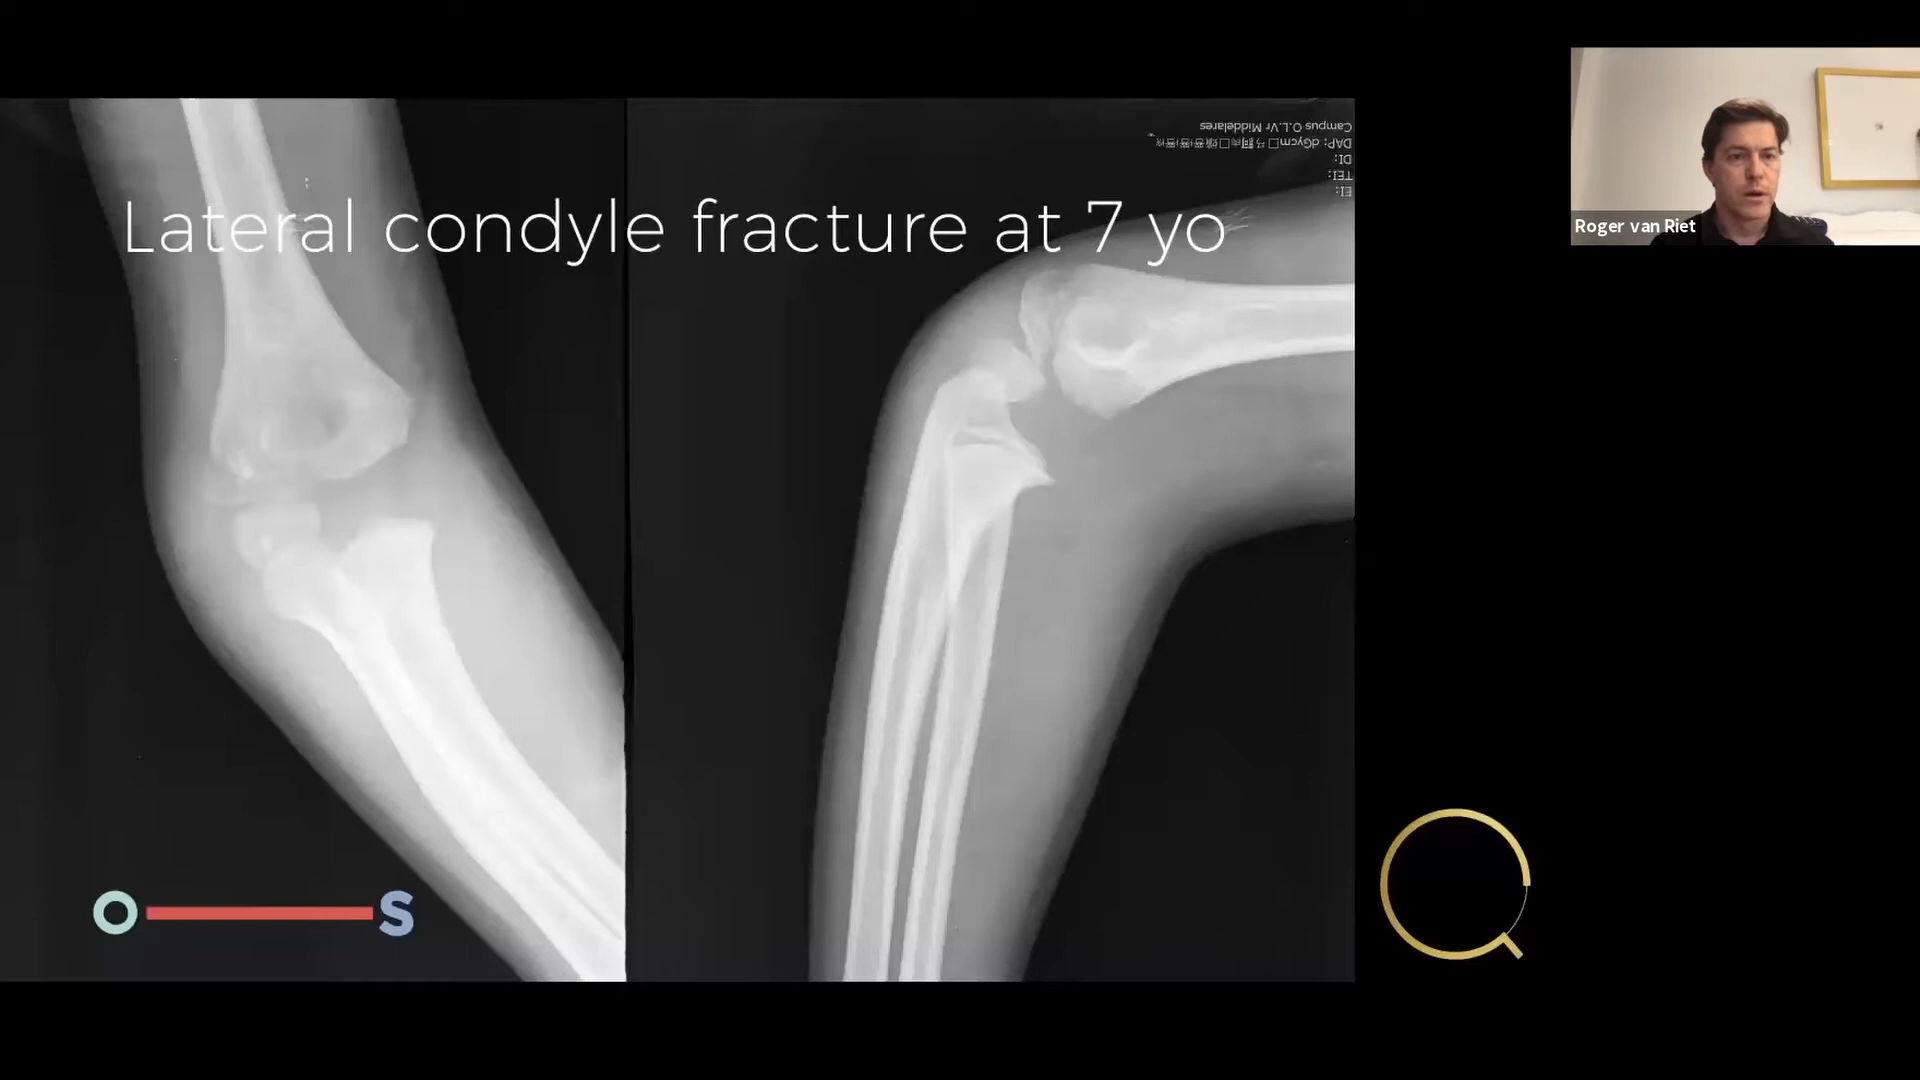 Campus O.L.Vr Middelares
DAP: dGycm
DI:
TEI:
EI:
Lateral condyle fracture at 7 yo
Roger van Riet
O S
Q